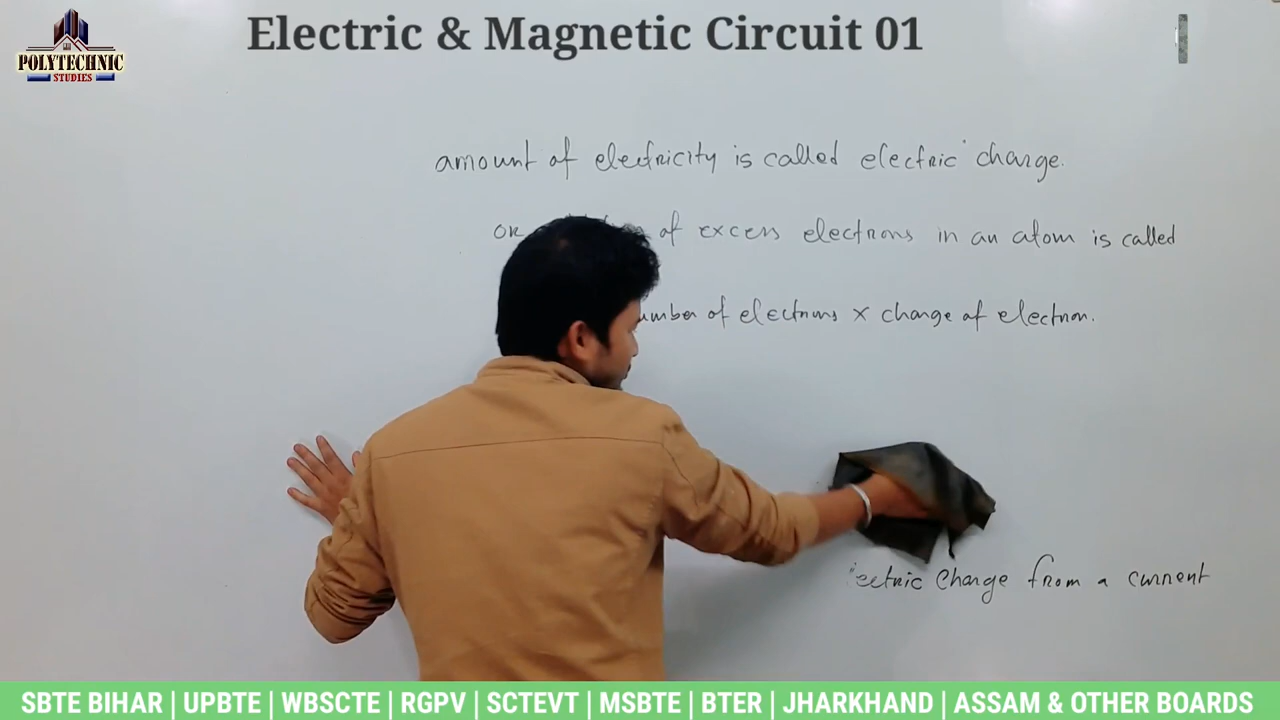 Electric & Magnetic Circuit 01
POLYTECHNIC
STUDIES
amount of electricity is called electric charge.
OR of excess electrons in an atom is called
of electrons × charge of electron.
charge from a current
SBTE BIHAR | UPBTE | WBSCTE | RGPV | SCTEVT | MSBTE | BTER | JHARKHAND | ASSAM & OTHER BOARDS